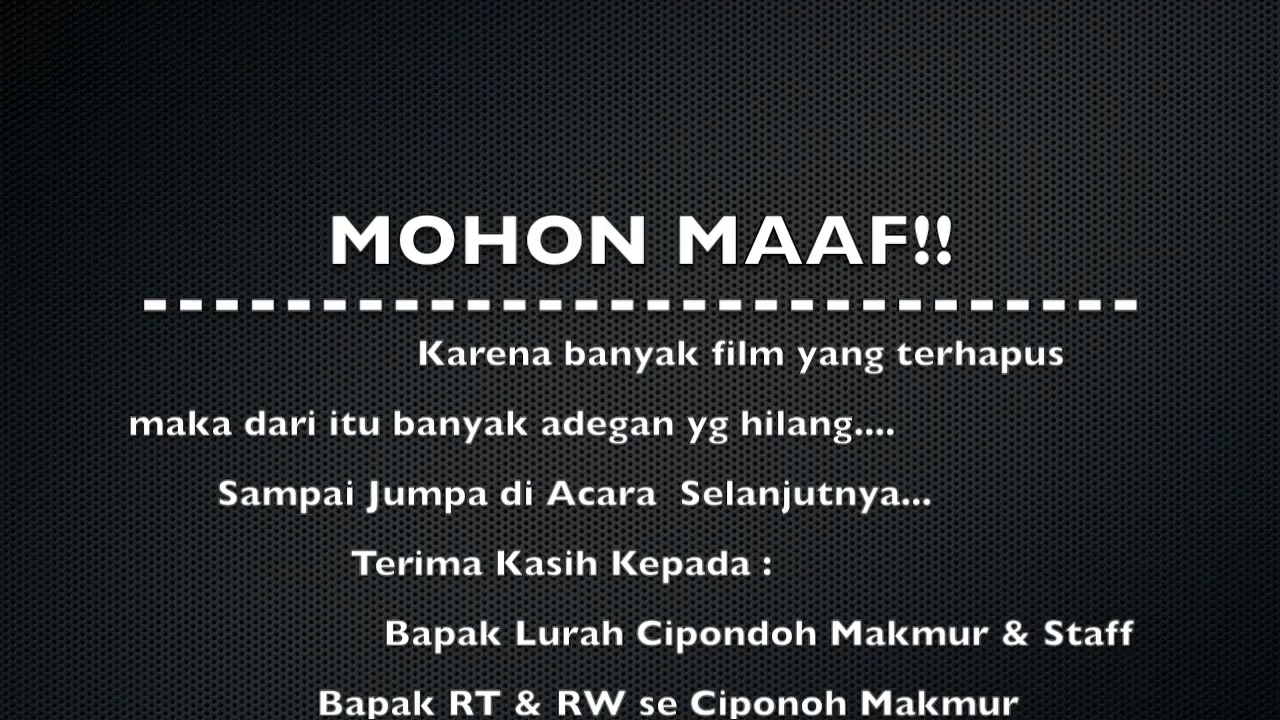 MOHON MAAF!!
----------------------------
Karena banyak film yang terhapus
maka dari itu banyak adegan yg hilang....
Sampai Jumpa di Acara Selanjutnya...
Terima Kasih Kepada :
Bapak Lurah Cipondoh Makmur & Staff
Bapak RT & RW se Ciponoh Makmur